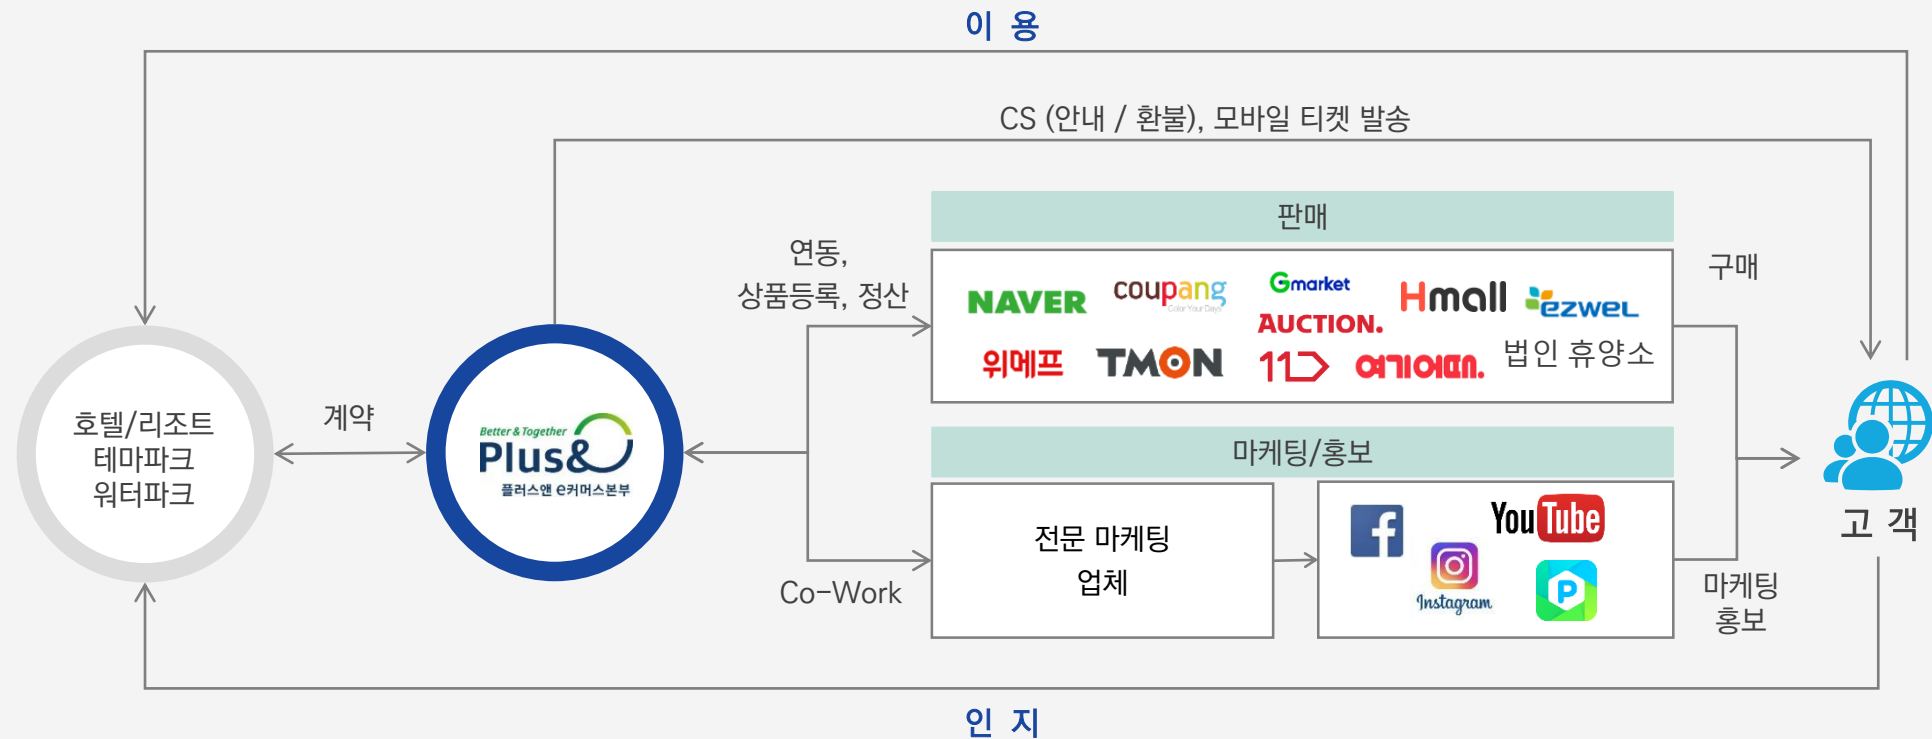 이 용
CS (안내 / 환불), 모바일 티켓 발송
판매
연동,
상품등록, 정산
구매
NAVER
coupang
Color Your Days
Gmarket
AUCTION.
Hmall
ezwel
위메프
TMON
11
여기어때.
법인 휴양소
호텔/리조트
테마파크
워터파크
계약
Better & Together
Plus&
플러스앤 e커머스본부
마케팅/홍보
전문 마케팅
업체
Co-Work
f
YouTube
Instagram
P
고 객
마케팅
홍보
인 지